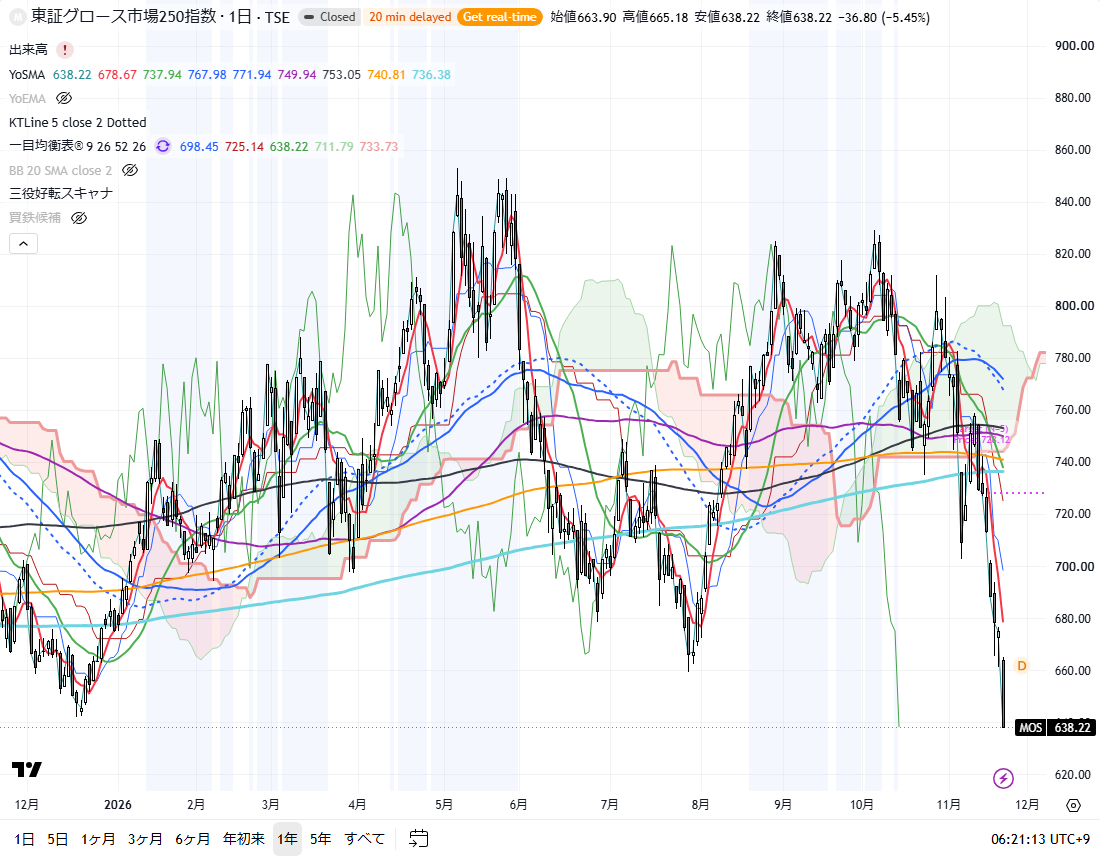 M 東証グロース市場250指数 · 1日 · TSE Closed 20 min delayed Get real-time 始値663.90 高値665.18 安値638.22 終値638.22 −36.80 (−5.45%)
出来高 !
YoSMA 638.22 678.67 737.94 767.98 771.94 749.94 753.05 740.81 736.38
YoEMA
KTLine 5 close 2 Dotted
一目均衡表® 9 26 52 26 698.45 725.14 638.22 711.79 733.73
BB 20 SMA close 2
三役好転スキャナ
買鉄候補
900.00
880.00
860.00
840.00
820.00
800.00
780.00
760.00
740.00
720.00
700.00
680.00
660.00
D
MOS 638.22
620.00
12月 2026 2月 3月 4月 5月 6月 7月 8月 9月 10月 11月 12月
1日 5日 1ヶ月 3ヶ月 6ヶ月 年初来 1年 5年 すべて 06:21:13 UTC+9